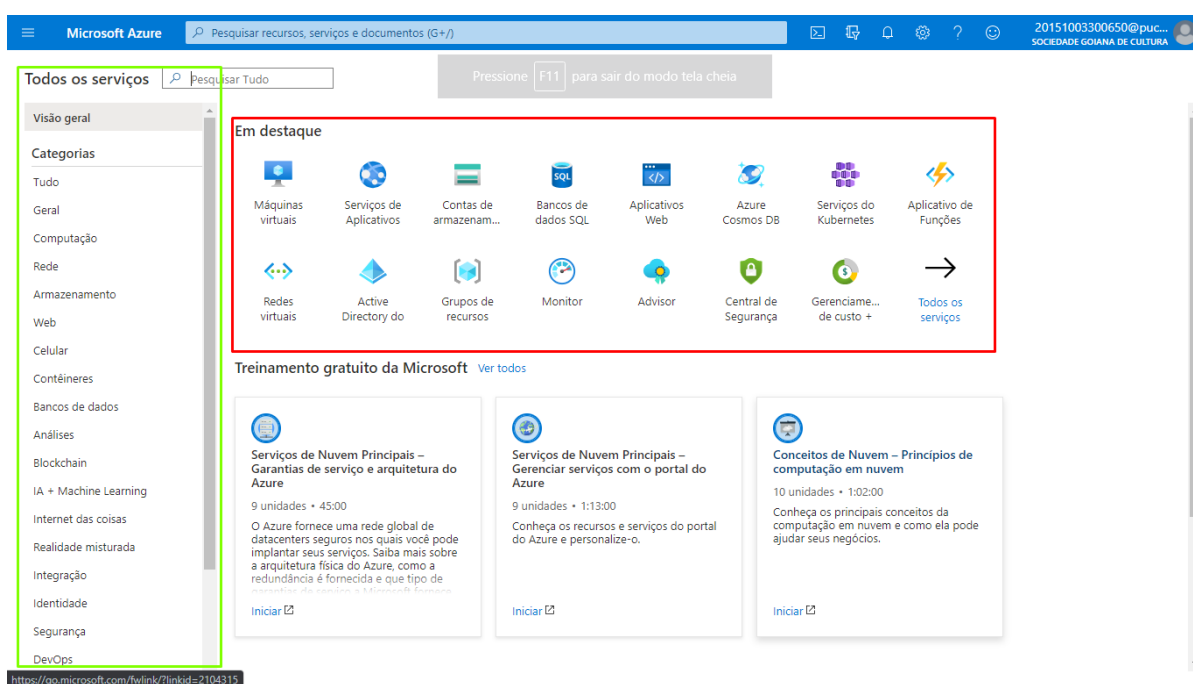 Microsoft Azure
Pesquisar recursos, serviços e documentos (G+/)
20151003300650@puc...
SOCIEDADE GOIANA DE CULTURA
Todos os serviços
Pesquisar Tudo
Pressione F11 para sair do modo tela cheia
Visão geral
Categorias
Tudo
Geral
Computação
Rede
Armazenamento
Web
Celular
Contêineres
Bancos de dados
Análises
Blockchain
IA + Machine Learning
Internet das coisas
Realidade misturada
Integração
Identidade
Segurança
DevOps
Em destaque
Máquinas
virtuais
Serviços de
Aplicativos
Contas de
armazenam...
SQL
Bancos de
dados SQL
Aplicativos
Web
Azure
Cosmos DB
Serviços do
Kubernetes
Aplicativo de
Funções
Redes
virtuais
Active
Directory do
Grupos de
recursos
Monitor
Advisor
Central de
Segurança
Gerenciame...
de custo +
Todos os
serviços
Treinamento gratuito da Microsoft Ver todos
Serviços de Nuvem Principais –
Garantias de serviço e arquitetura do
Azure
9 unidades • 45:00
O Azure fornece uma rede global de
datacenters seguros nos quais você pode
implantar seus serviços. Saiba mais sobre
a arquitetura física do Azure, como a
redundância é fornecida e que tipo de
Iniciar
Serviços de Nuvem Principais –
Gerenciar serviços com o portal do
Azure
9 unidades • 1:13:00
Conheça os recursos e serviços do portal
do Azure e personalize-o.
Iniciar
Conceitos de Nuvem – Princípios de
computação em nuvem
10 unidades • 1:02:00
Conheça os principais conceitos da
computação em nuvem e como ela pode
ajudar seus negócios.
Iniciar
https://go.microsoft.com/fwlink/?linkid=2104315